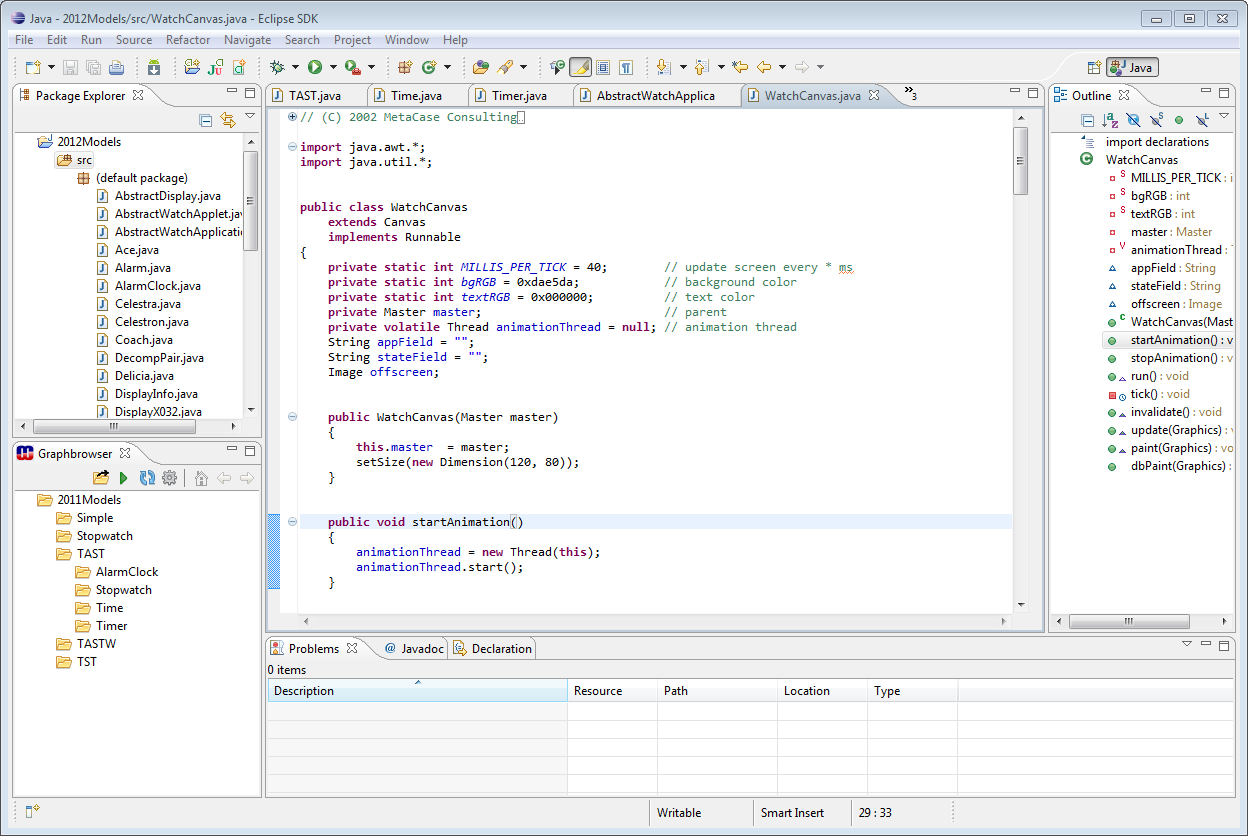 Java - 2012Models/src/WatchCanvas.java - Eclipse SDK
File Edit Run Source Refactor Navigate Search Project Window Help
Java
Package Explorer
2012Models
src
(default package)
AbstractDisplay.java
AbstractWatchApplet.jav
AbstractWatchApplicatio
Ace.java
Alarm.java
AlarmClock.java
Celestra.java
Celestron.java
Coach.java
DecompPair.java
Delicia.java
DisplayInfo.java
DisplayX032.java
Graphbrowser
2011Models
Simple
Stopwatch
TAST
AlarmClock
Stopwatch
Time
Timer
TASTW
TST
TAST.java Time.java Timer.java AbstractWatchApplica WatchCanvas.java 3
// (C) 2002 MetaCase Consulting
import java.awt.*;
import java.util.*;
public class WatchCanvas
extends Canvas
implements Runnable
{
private static int MILLIS_PER_TICK = 40; // update screen every * ms
private static int bgRGB = 0xdae5da; // background color
private static int textRGB = 0x000000; // text color
private Master master; // parent
private volatile Thread animationThread = null; // animation thread
String appField = "";
String stateField = "";
Image offscreen;
public WatchCanvas(Master master)
{
this.master  = master;
setSize(new Dimension(120, 80));
}
public void startAnimation()
{
animationThread = new Thread(this);
animationThread.start();
}
Outline
import declarations
WatchCanvas
MILLIS_PER_TICK : i
bgRGB : int
textRGB : int
master : Master
animationThread : T
appField : String
stateField : String
offscreen : Image
WatchCanvas(Mast
startAnimation() : v
stopAnimation() : v
run() : void
tick() : void
invalidate() : void
update(Graphics) :
paint(Graphics) : vo
dbPaint(Graphics) :
Problems @ Javadoc Declaration
0 items
Description Resource Path Location Type
Writable Smart Insert 29 : 33